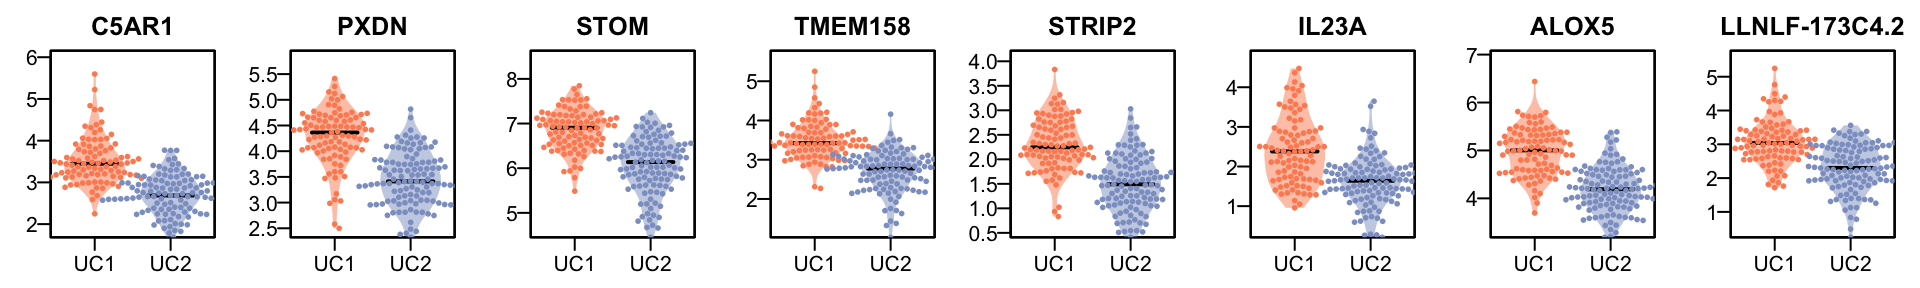 C5AR1 PXDN STOM TMEM158 STRIP2 IL23A ALOX5 LLNLF-173C4.2
6 5 4 3 2
5.5 5.0 4.5 4.0 3.5 3.0 2.5
8 7 6 5
5 4 3 2
4.0 3.5 3.0 2.5 2.0 1.5 1.0 0.5
4 3 2 1
7 6 5 4
5 4 3 2 1
UC1 UC2 UC1 UC2 UC1 UC2 UC1 UC2 UC1 UC2 UC1 UC2 UC1 UC2 UC1 UC2